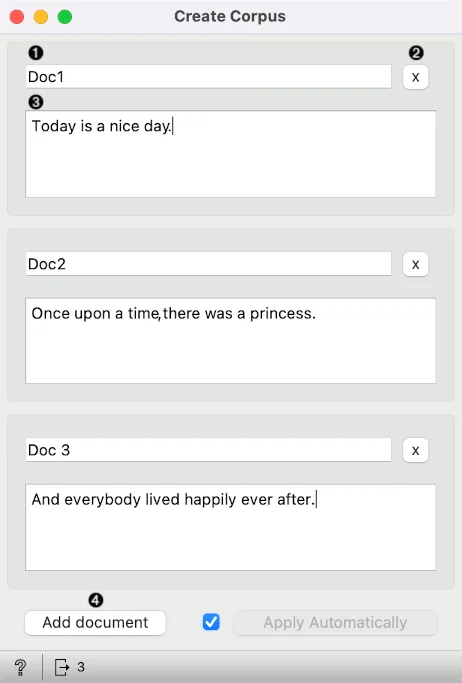 Create Corpus
❶ ❷
Doc1 x
❸
Today is a nice day.
Doc2 x
Once upon a time,there was a princess.
Doc 3 x
And everybody lived happily ever after.
❹
Add document Apply Automatically
? 3